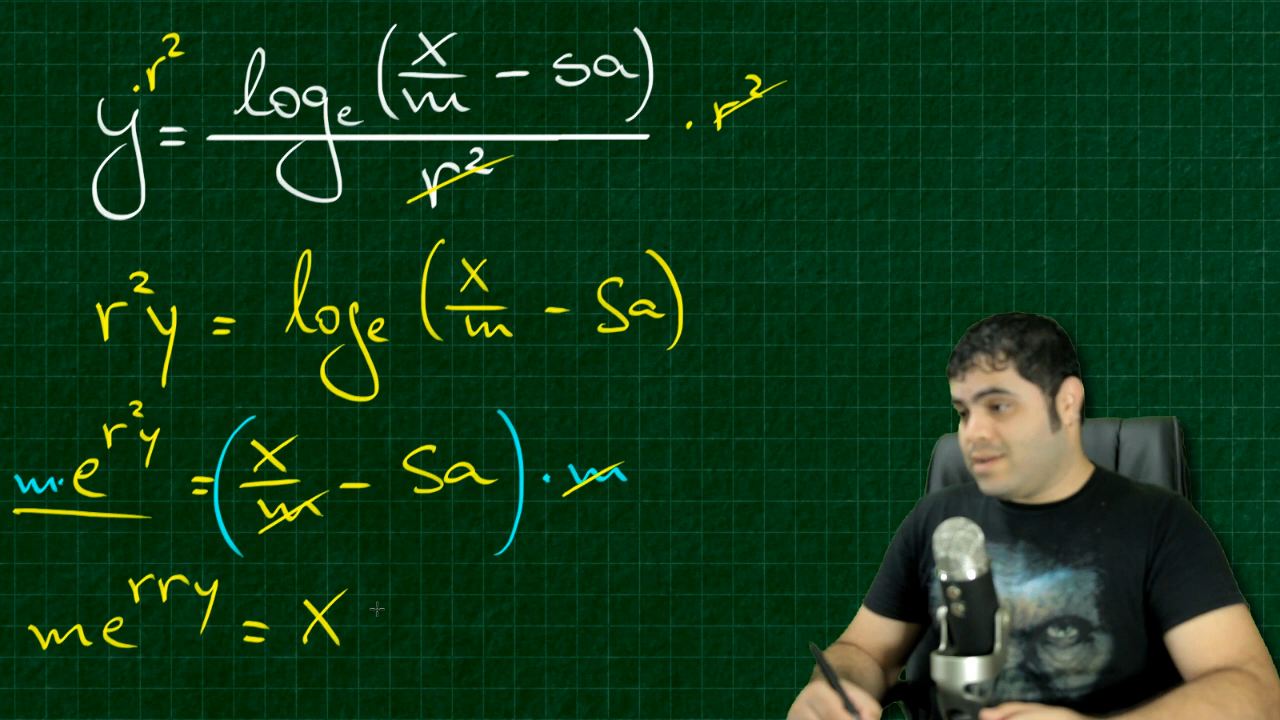 y · r² = logₑ(x/m − sa)/r² · r²
r²y = logₑ(x/m − sa)
m · e^(r²y) = (x/m − sa) · m
me^(rry) = x